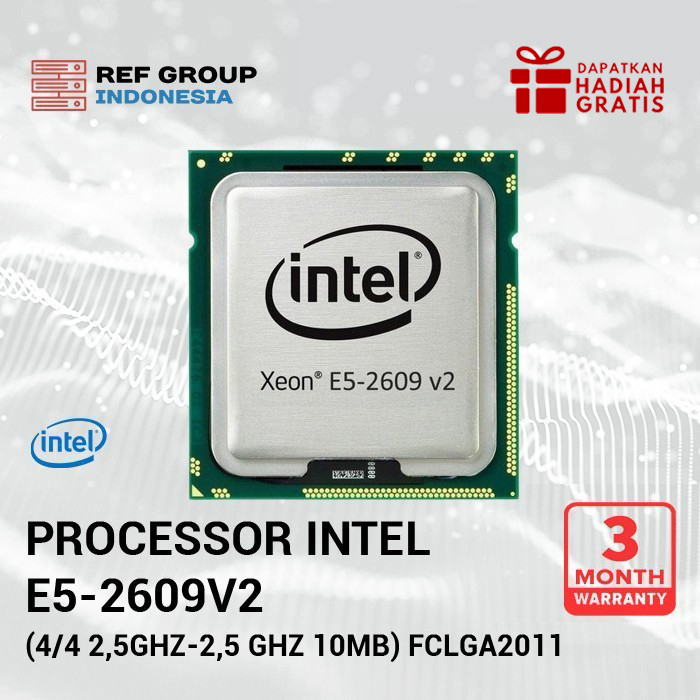 REF GROUP
INDONESIA
DAPATKAN
HADIAH
GRATIS
intel®
Xeon® E5-2609 v2
intel
PROCESSOR INTEL
E5-2609V2
(4/4 2,5GHZ-2,5 GHZ 10MB) FCLGA2011
3
MONTH
WARRANTY